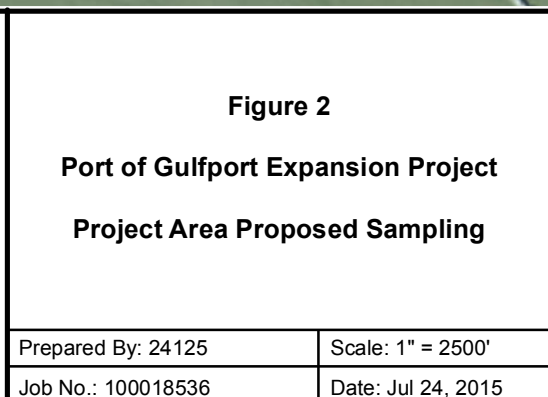 Figure 2
Port of Gulfport Expansion Project
Project Area Proposed Sampling
Prepared By: 24125
Scale: 1" = 2500'
Job No.: 100018536
Date: Jul 24, 2015